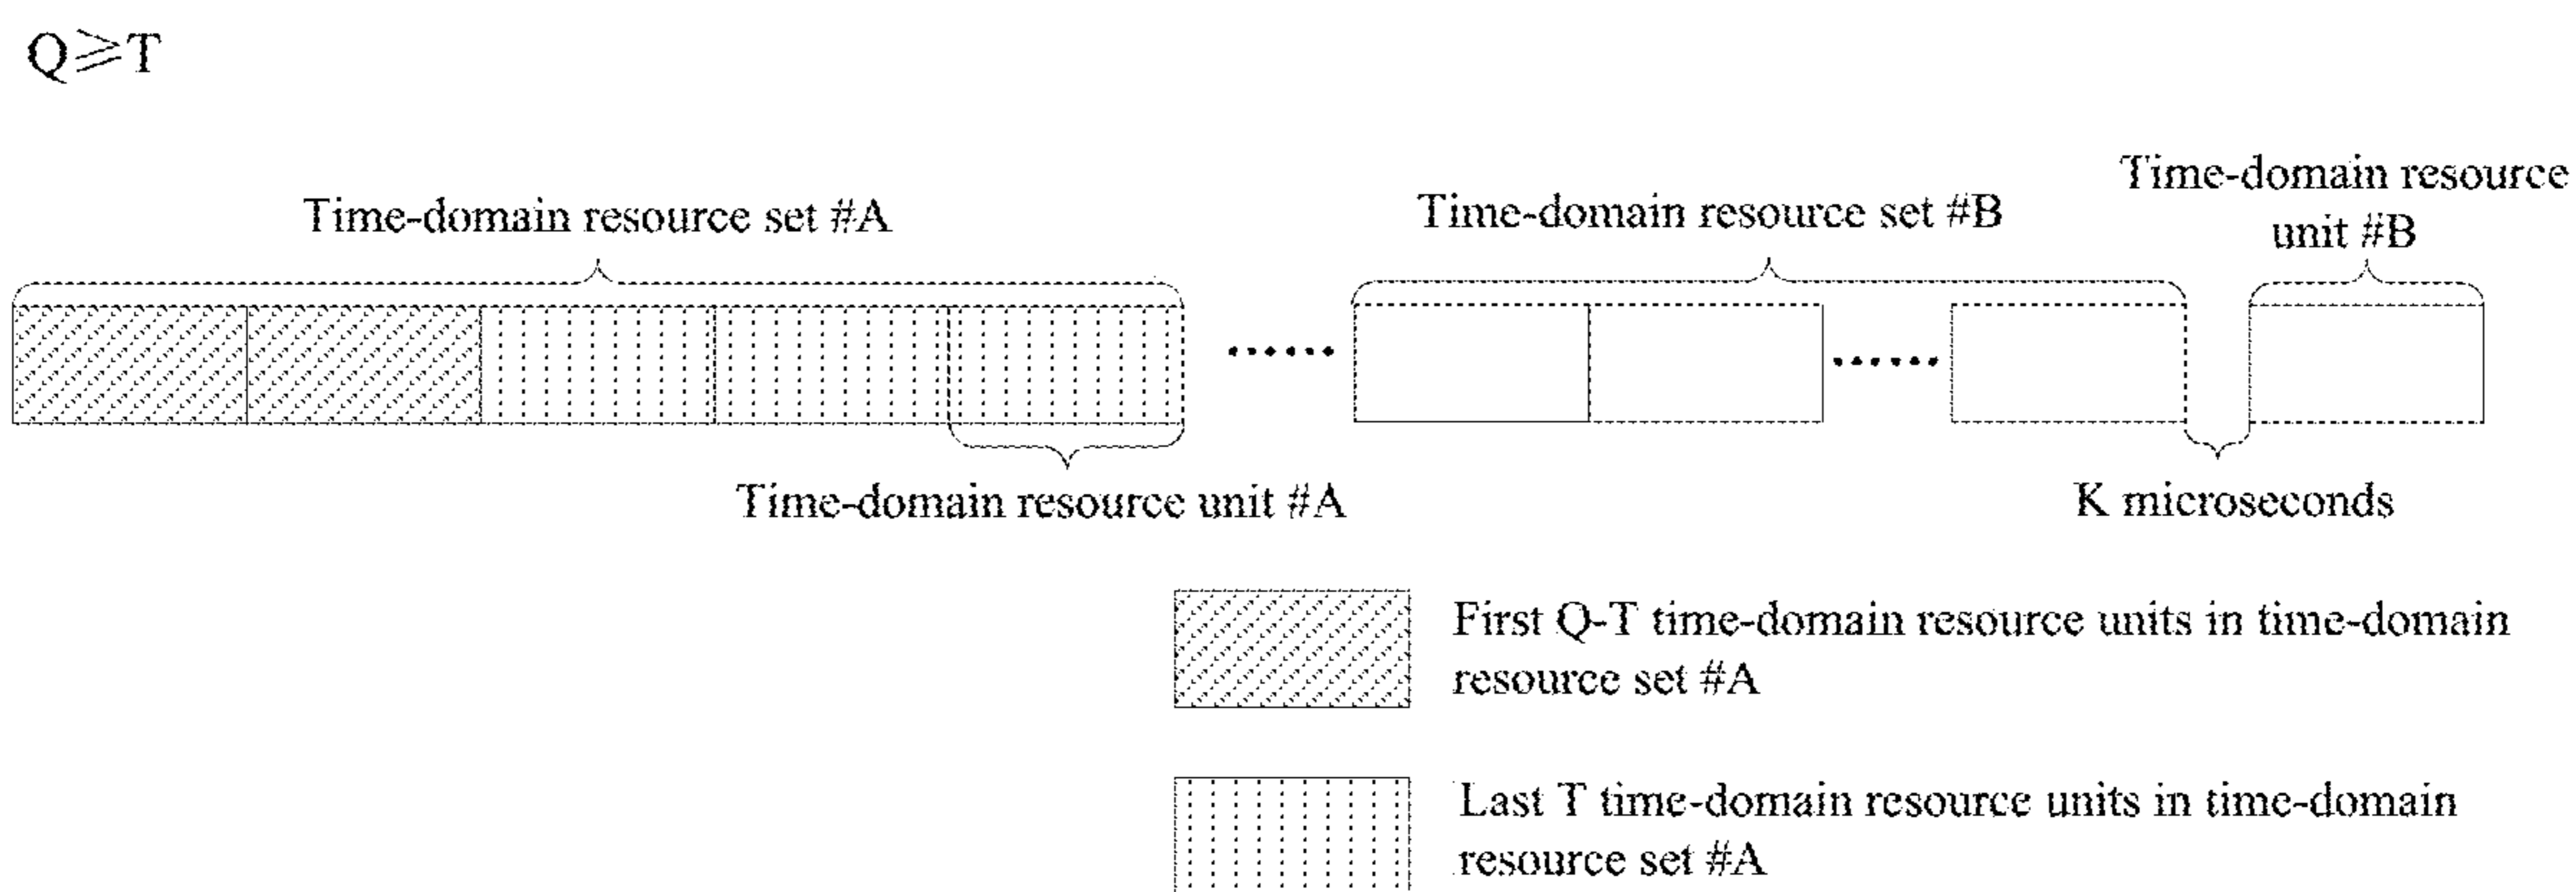 Q⩾T
Time-domain resource set #A
Time-domain resource set #B
Time-domain resource
unit #B
Time-domain resource unit #A
K microseconds
First Q-T time-domain resource units in time-domain
resource set #A
Last T time-domain resource units in time-domain
resource set #A